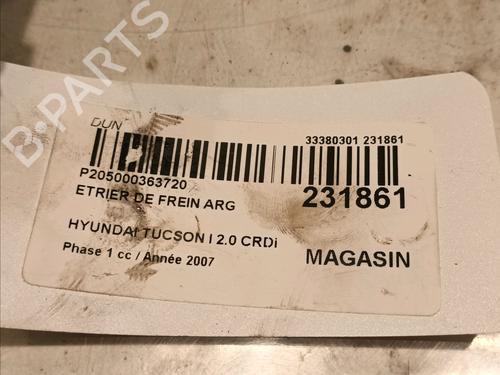 B-PARTS
DUN
33380301 231861
P205000363720
ETRIER DE FREIN ARG
231861
HYUNDAI TUCSON I 2.0 CRDi
Phase 1 cc / Année 2007
MAGASIN